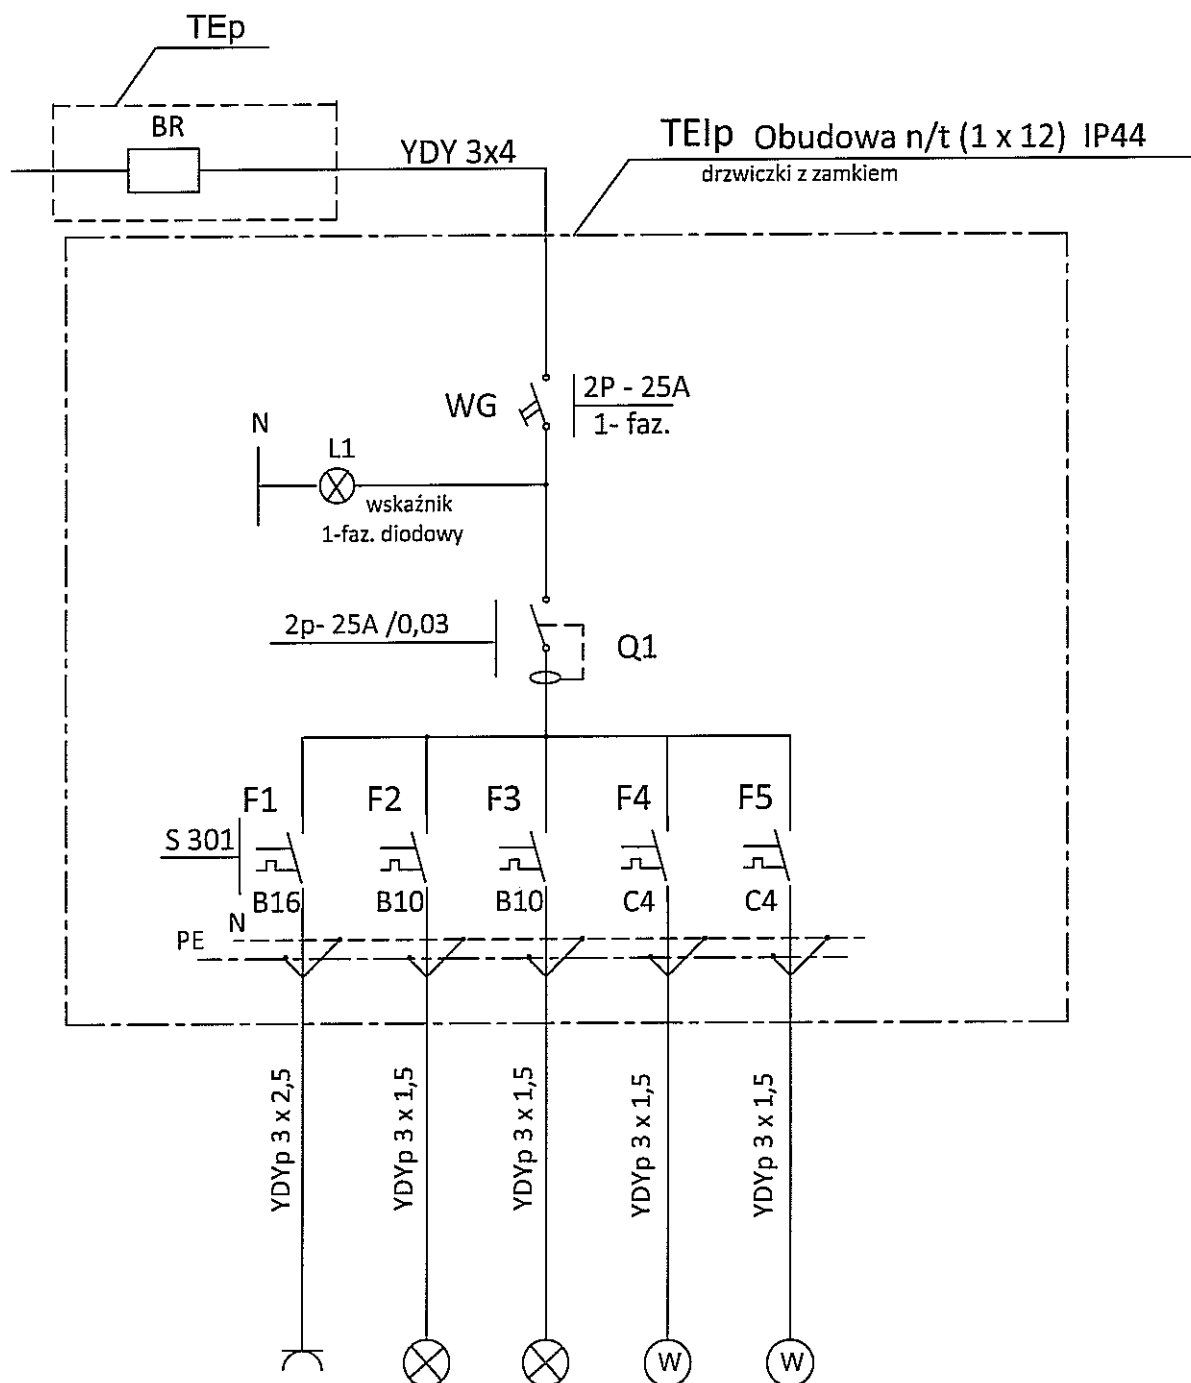 TEp
BR
YDY 3x4
TEIp Obudowa n/t (1 x 12) IP44
drzwiczki z zamkiem
WG
2P - 25A
1- faz.
N
L1
wskaźnik
1-faz. diodowy
2p- 25A /0,03
Q1
F1
F2
F3
F4
F5
S 301
B16
B10
B10
C4
C4
N
PE
YDYp 3 x 2,5
YDYp 3 x 1,5
YDYp 3 x 1,5
YDYp 3 x 1,5
YDYp 3 x 1,5
W
W